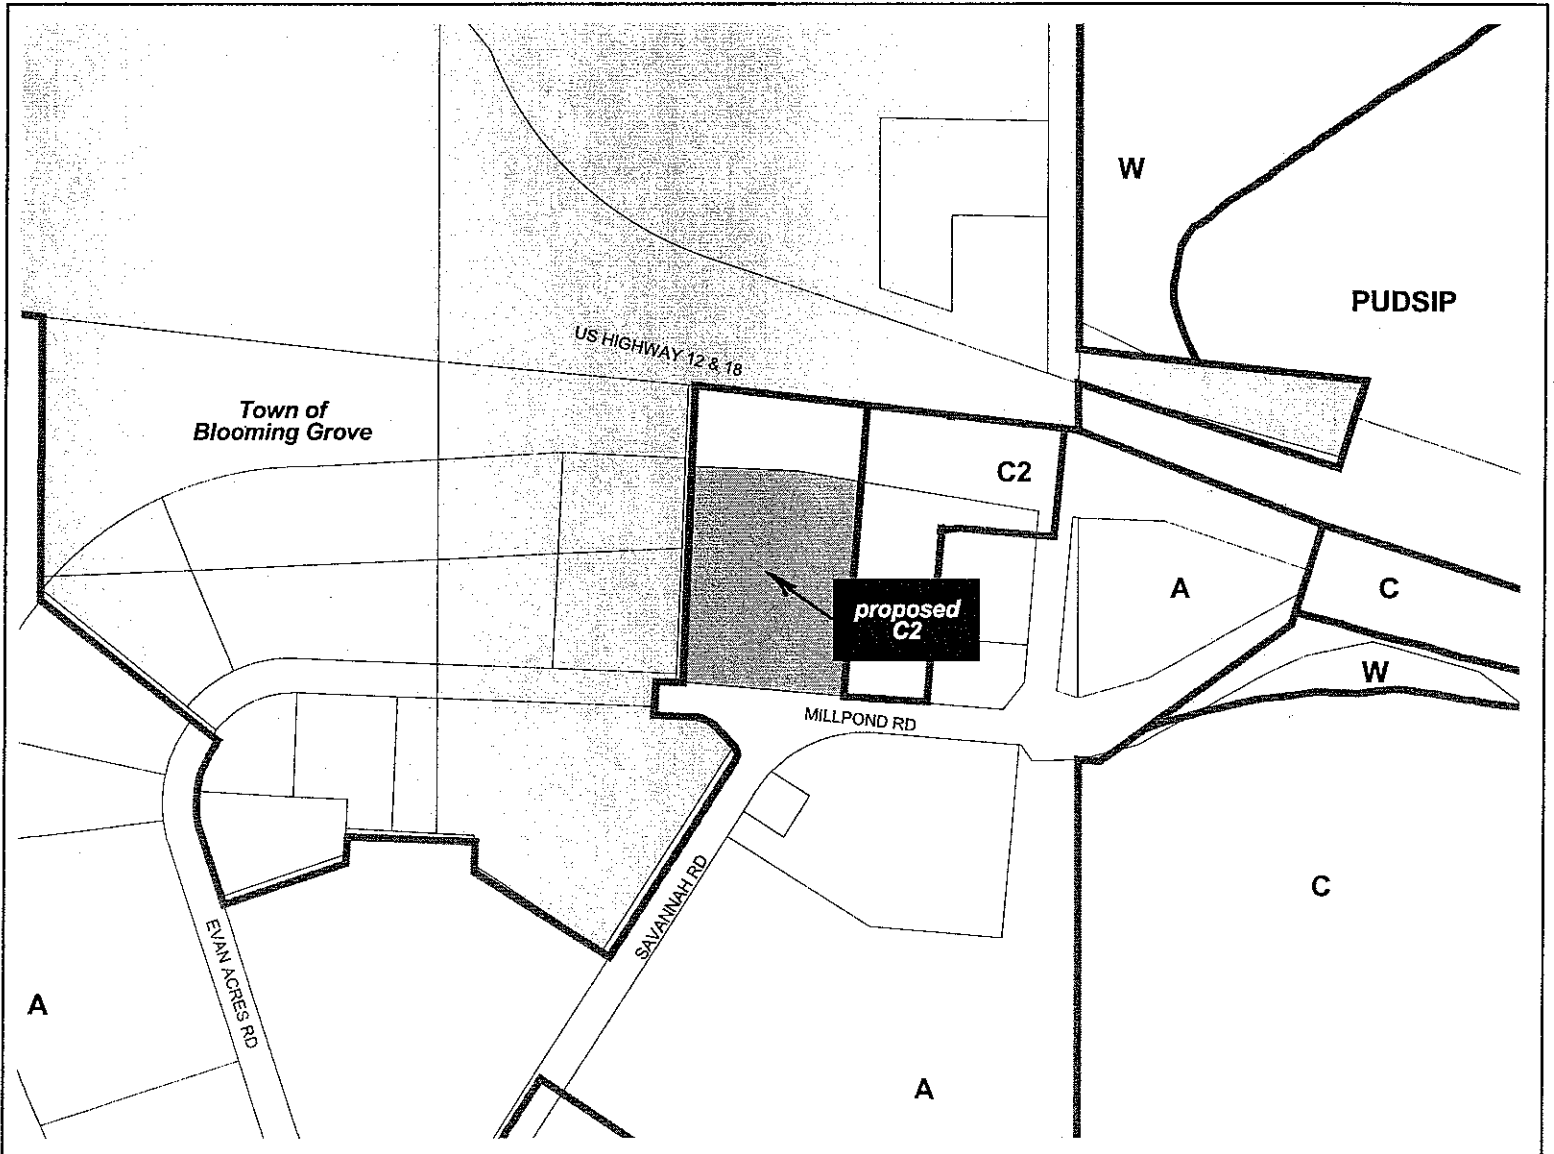 W
PUDSIP
US HIGHWAY 12 & 18
Town of
Blooming Grove
C2
A
C
proposed
C2
W
MILLPOND RD
SAVANNAH RD
C
EVAN ACRES RD
A
A